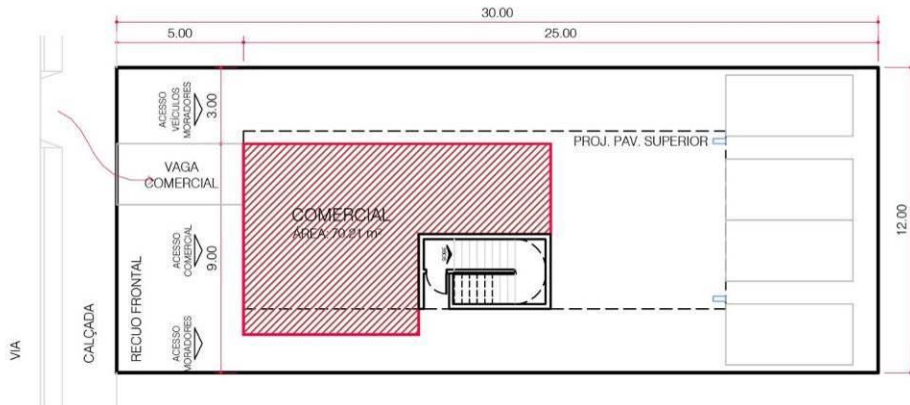 30.00
5.00
25.00
ACESSO
VEÍCULOS
MORADORES
3.00
PROJ. PAV. SUPERIOR
VAGA
COMERCIAL
COMERCIAL
ÁREA: 70.21 m²
12.00
SOBE
ACESSO
COMERCIAL
9.00
RECUO FRONTAL
CALÇADA
VIA
ACESSO
MORADORES